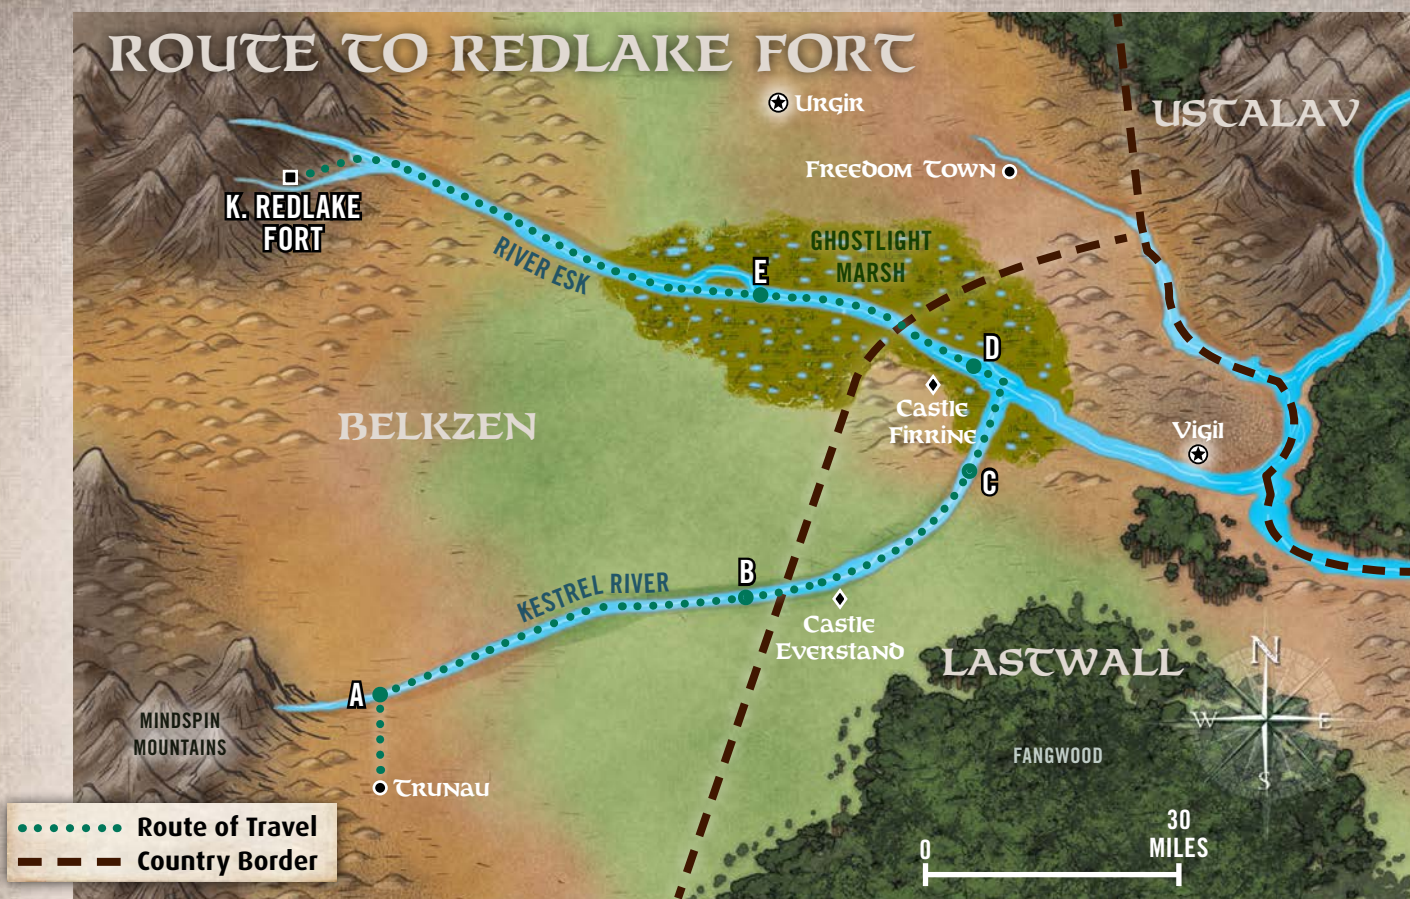 ROUTE TO REDLAKE FORT
Urgir
USTALAV
Freedom Town
K. REDLAKE
FORT
RIVER ESK
GHOSTLIGHT
MARSH
E
D
Castle
Firrine
BELKZEN
Vigil
C
B
KESTREL RIVER
Castle
Everstand
LASTWALL
N
W
E
S
A
MINDSPIN
MOUNTAINS
FANGWOOD
Trunau
Route of Travel
Country Border
0
30
MILES